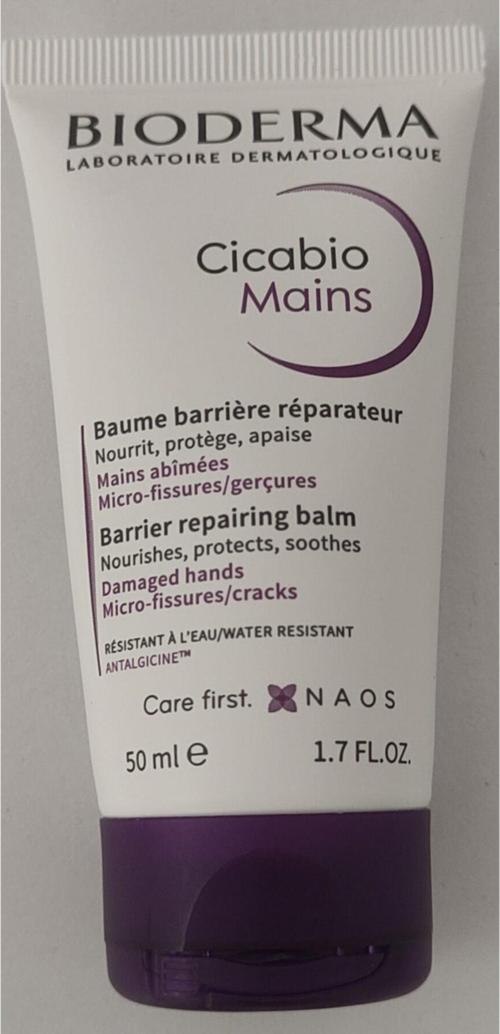 BIODERMA
LABORATOIRE DERMATOLOGIQUE
Cicabio
Mains
Baume barrière réparateur
Nourrit, protège, apaise
Mains abîmées
Micro-fissures/gerçures
Barrier repairing balm
Nourishes, protects, soothes
Damaged hands
Micro-fissures/cracks
RÉSISTANT À L'EAU/WATER RESISTANT
ANTALGICINE™
Care first. NAOS
50 ml ℮ 1.7 FL.OZ.